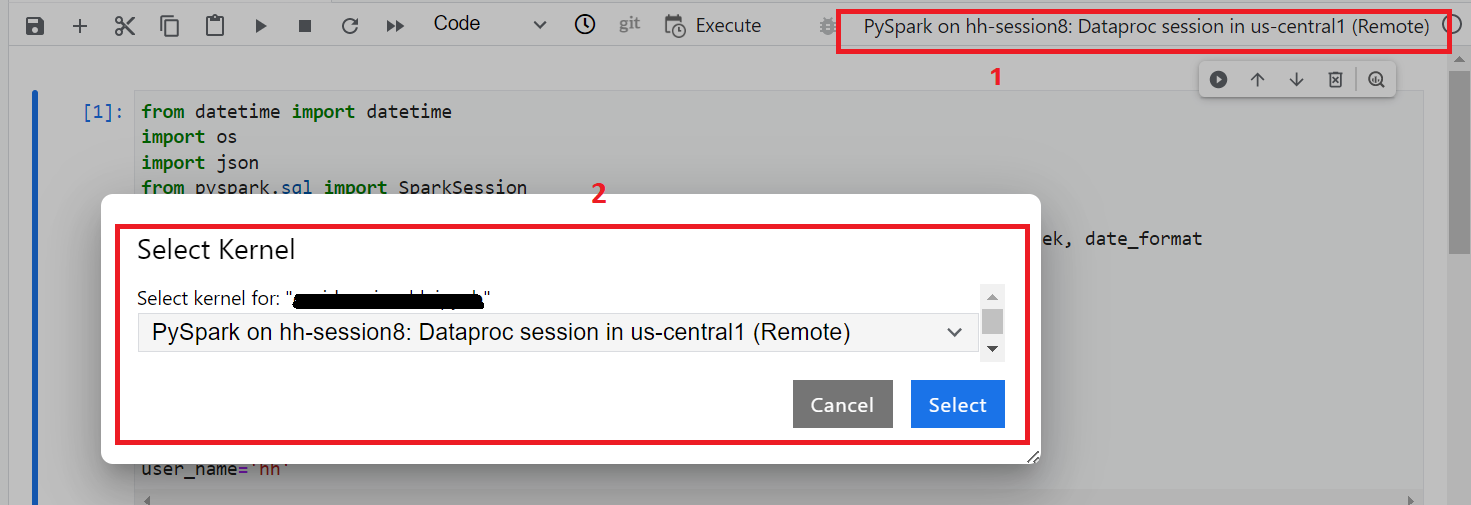 Code git Execute PySpark on hh-session8: Dataproc session in us-central1 (Remote)
1
[1]: from datetime import datetime
import os
import json
from pyspark.sql import SparkSession
2
ek, date_format
Select Kernel
Select kernel for: " "
PySpark on hh-session8: Dataproc session in us-central1 (Remote)
Cancel Select
user_name='hh'